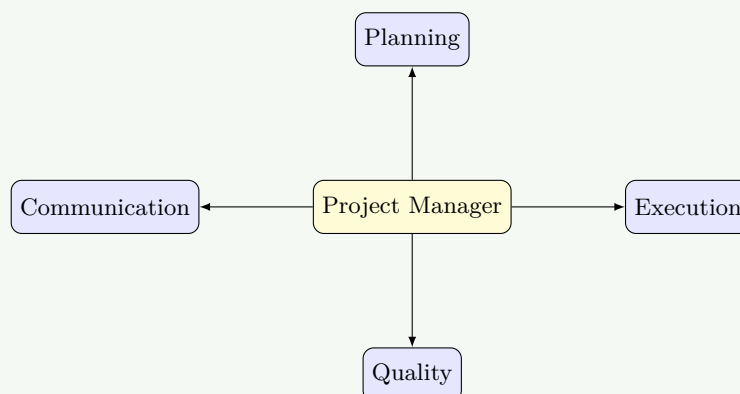 Planning
Communication
Project Manager
Execution
Quality